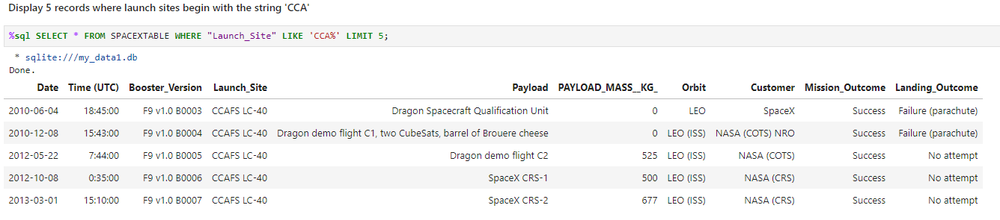 Display 5 records where launch sites begin with the string 'CCA'
%sql SELECT * FROM SPACEXTABLE WHERE "Launch_Site" LIKE 'CCA%' LIMIT 5;
* sqlite:///my_data1.db
Done.
Date Time (UTC) Booster_Version Launch_Site Payload PAYLOAD_MASS__KG_ Orbit Customer Mission_Outcome Landing_Outcome
2010-06-04 18:45:00 F9 v1.0 B0003 CCAFS LC-40 Dragon Spacecraft Qualification Unit 0 LEO SpaceX Success Failure (parachute)
2010-12-08 15:43:00 F9 v1.0 B0004 CCAFS LC-40 Dragon demo flight C1, two CubeSats, barrel of Brouere cheese 0 LEO (ISS) NASA (COTS) NRO Success Failure (parachute)
2012-05-22 7:44:00 F9 v1.0 B0005 CCAFS LC-40 Dragon demo flight C2 525 LEO (ISS) NASA (COTS) Success No attempt
2012-10-08 0:35:00 F9 v1.0 B0006 CCAFS LC-40 SpaceX CRS-1 500 LEO (ISS) NASA (CRS) Success No attempt
2013-03-01 15:10:00 F9 v1.0 B0007 CCAFS LC-40 SpaceX CRS-2 677 LEO (ISS) NASA (CRS) Success No attempt